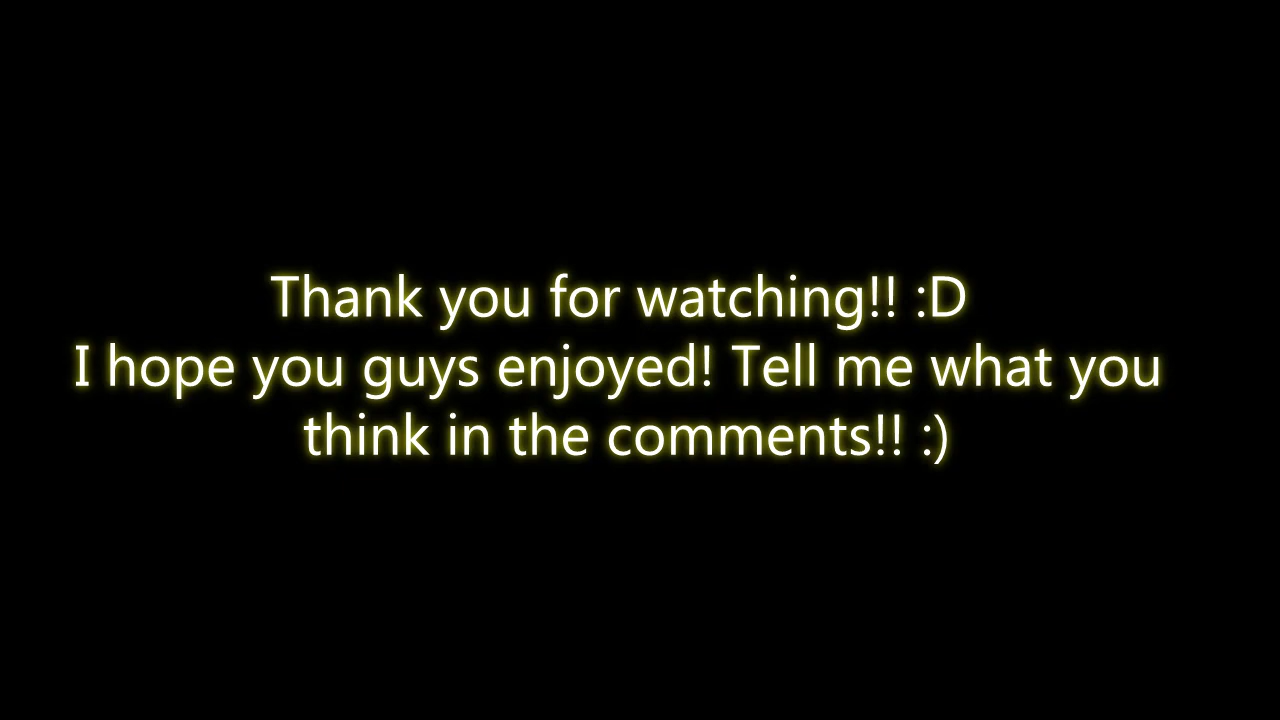 Thank you for watching!! :D
I hope you guys enjoyed! Tell me what you
think in the comments!! :)